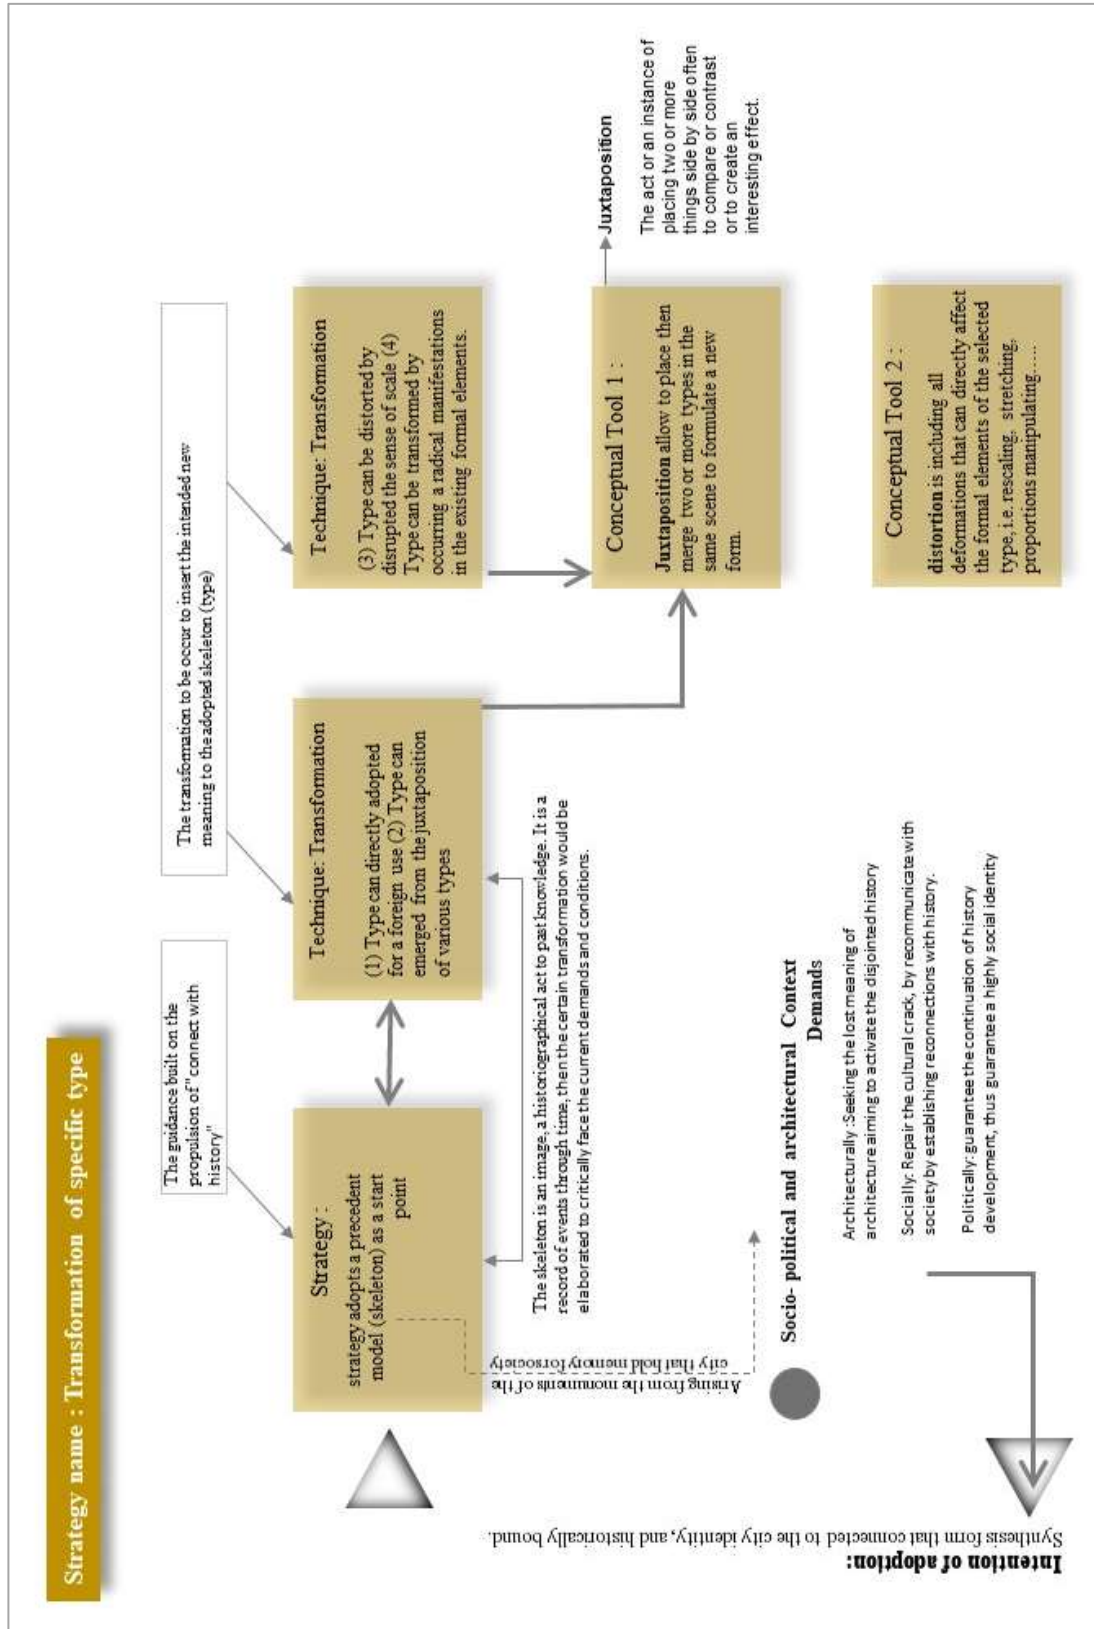 Strategy name : Transformation of specific type
The guidance built on the
propulsion of "connect with
history"
The transformation to be occur to insert the intended new
meaning to the adopted skeleton (type)
Strategy :
strategy adopts a precedent
model (skeleton) as a start
point
Technique: Transformation
(1) Type can directly adopted
for a foreign use (2) Type can
emerged from the juxtaposition
of various types
Technique: Transformation
(3) Type can be distorted by
disrupted the sense of scale (4)
Type can be transformed by
occurring a radical manifestations
in the existing formal elements.
The skeleton is an image, a historiographical act to past knowledge. It is a
record of events through time, then the certain transformation would be
elaborated to critically face the current demands and conditions.
Arising from the monuments of the
city that hold memory for society
Conceptual Tool 1 :
Juxtaposition allow to place then
merge two or more types in the
same scene to formulate a new
form.
Juxtaposition
The act or an instance of
placing two or more
things side by side often
to compare or contrast
or to create an
interesting effect.
Socio- political and architectural Context
Demands
Architecturally :Seeking the lost meaning of
architecture aiming to activate the disjointed history
Socially: Repair the cultural crack, by recommunicate with
society by establishing reconnections with history.
Politically: guarantee the continuation of history
development, thus guarantee a highly social identity
Conceptual Tool 2 :
distortion is including all
deformations that can directly affect
the formal elements of the selected
type, i.e. rescaling, stretching,
proportions manipulating......
Intention of adoption:
Synthesis form that connected to the city identity, and historically bound.